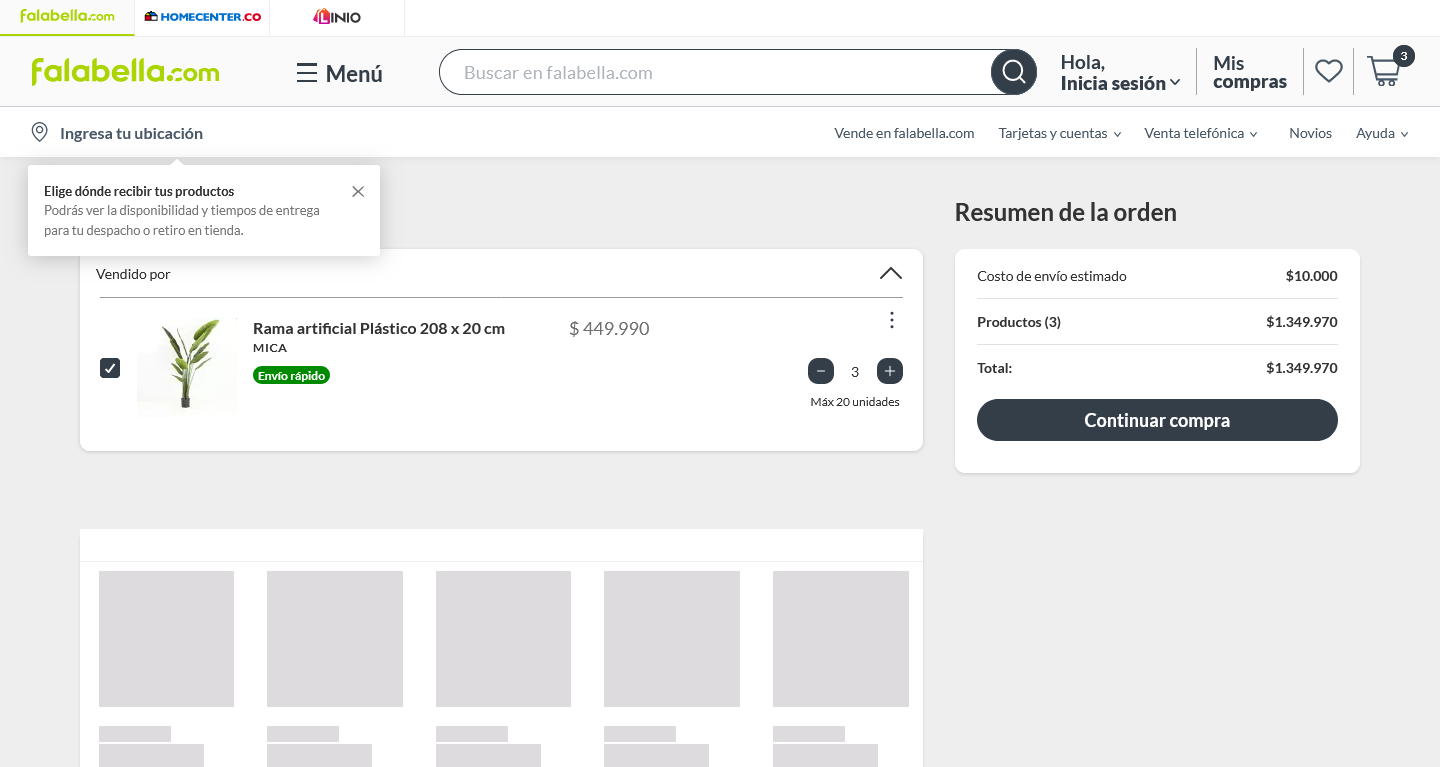 falabella.com
HOMECENTER.CO
LINIO
falabella.com
Menú
Buscar en falabella.com
Hola,
Inicia sesión
Mis
compras
3
Ingresa tu ubicación
Vende en falabella.com
Tarjetas y cuentas
Venta telefónica
Novios
Ayuda
Elige dónde recibir tus productos
Podrás ver la disponibilidad y tiempos de entrega
para tu despacho o retiro en tienda.
Vendido por
Rama artificial Plástico 208 x 20 cm
MICA
Envío rápido
$ 449.990
3
Máx 20 unidades
Resumen de la orden
Costo de envío estimado $10.000
Productos (3) $1.349.970
Total: $1.349.970
Continuar compra